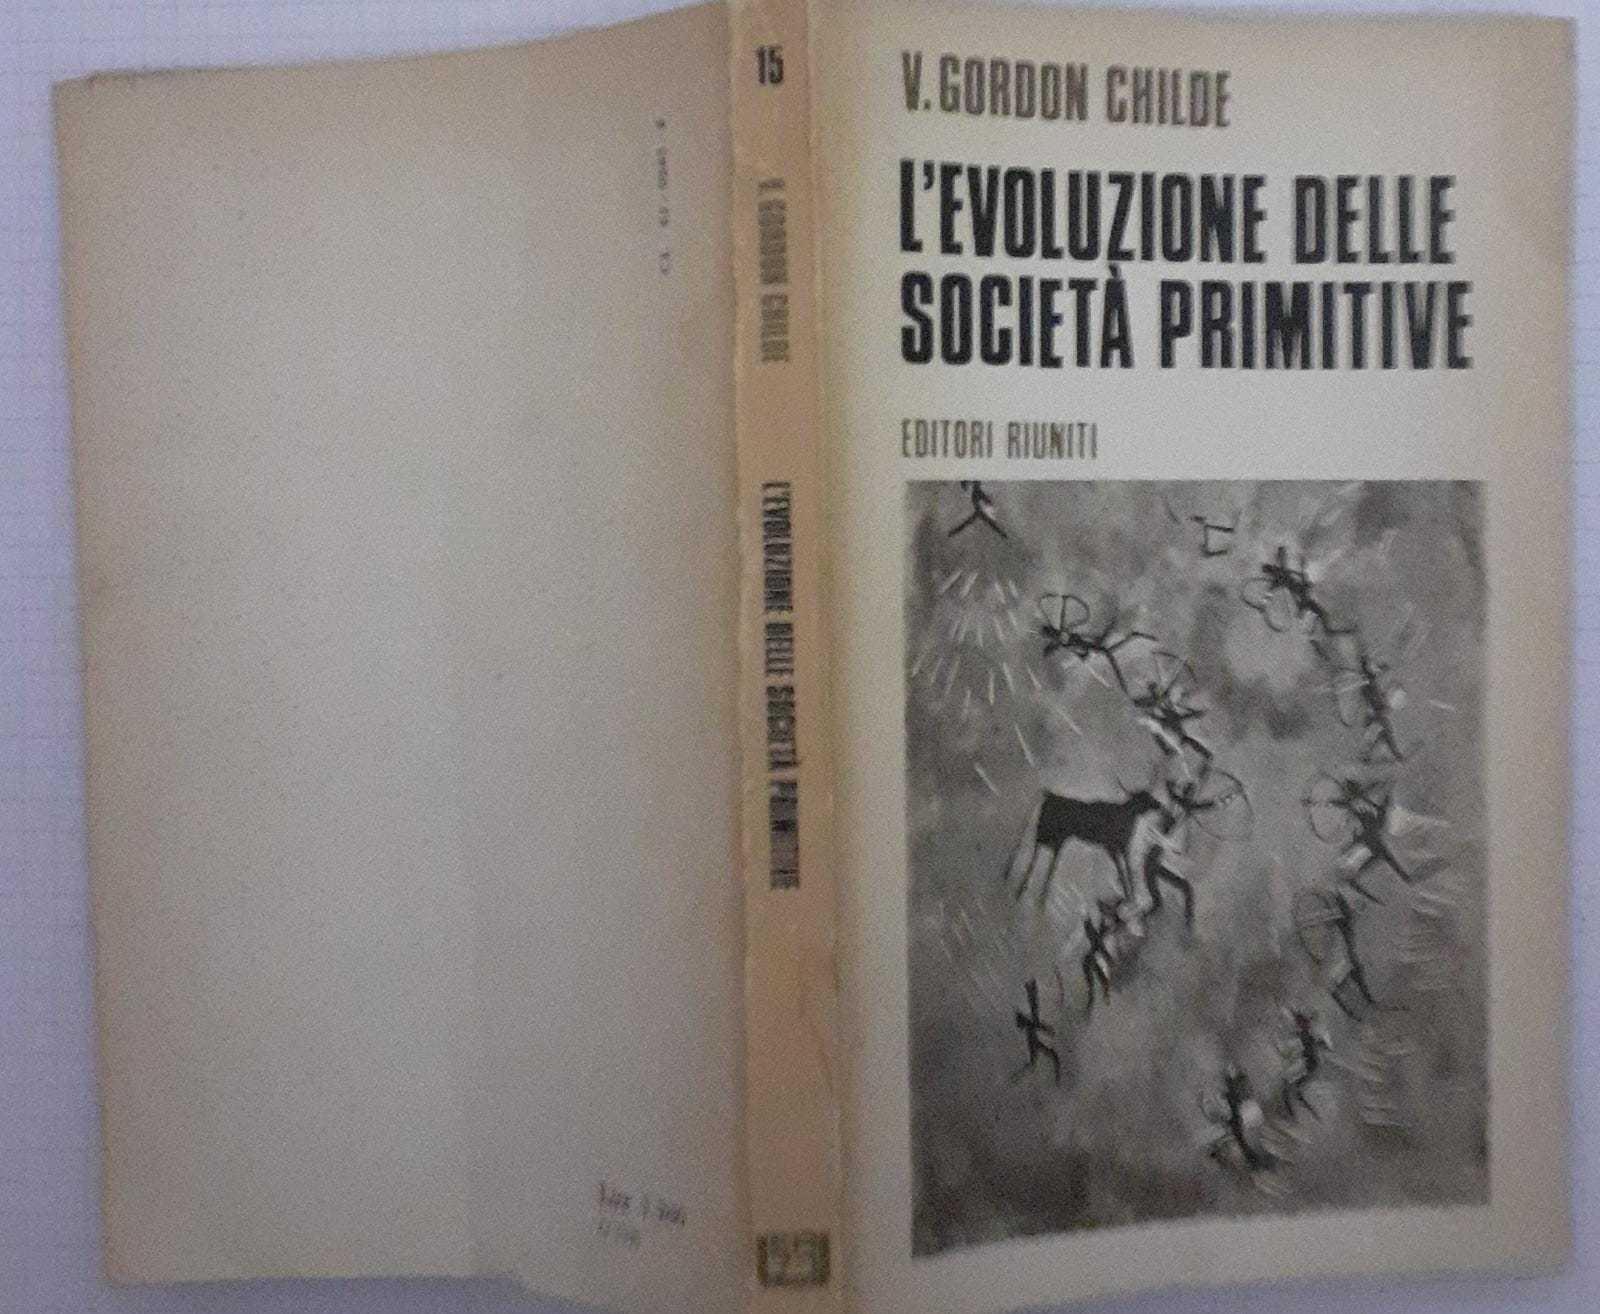 15
V. GORDON CHILDE
L'EVOLUZIONE DELLE SOCIETÀ PRIMITIVE
V. GORDON CHILDE
L'EVOLUZIONE DELLE
SOCIETÀ PRIMITIVE
EDITORI RIUNITI